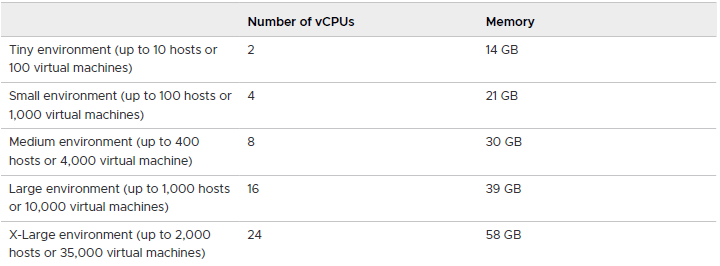 Number of vCPUs Memory
Tiny environment (up to 10 hosts or 2 14 GB
100 virtual machines)
Small environment (up to 100 hosts or 4 21 GB
1,000 virtual machines)
Medium environment (up to 400 8 30 GB
hosts or 4,000 virtual machine)
Large environment (up to 1,000 hosts 16 39 GB
or 10,000 virtual machines)
X-Large environment (up to 2,000 24 58 GB
hosts or 35,000 virtual machines)